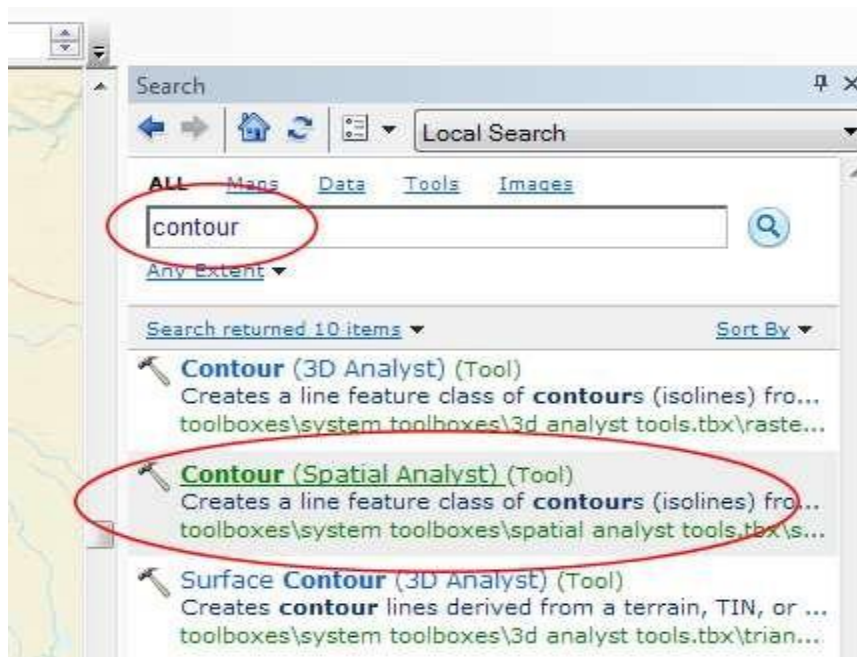 Search
Local Search
ALL Maps Data Tools Images
contour
Any Extent
Search returned 10 items Sort By
Contour (3D Analyst) (Tool)
Creates a line feature class of contours (isolines) fro...
toolboxes\system toolboxes\3d analyst tools.tbx\raste...
Contour (Spatial Analyst) (Tool)
Creates a line feature class of contours (isolines) fro...
toolboxes\system toolboxes\spatial analyst tools.tbx\s...
Surface Contour (3D Analyst) (Tool)
Creates contour lines derived from a terrain, TIN, or ...
toolboxes\system toolboxes\3d analyst tools.tbx\trian...